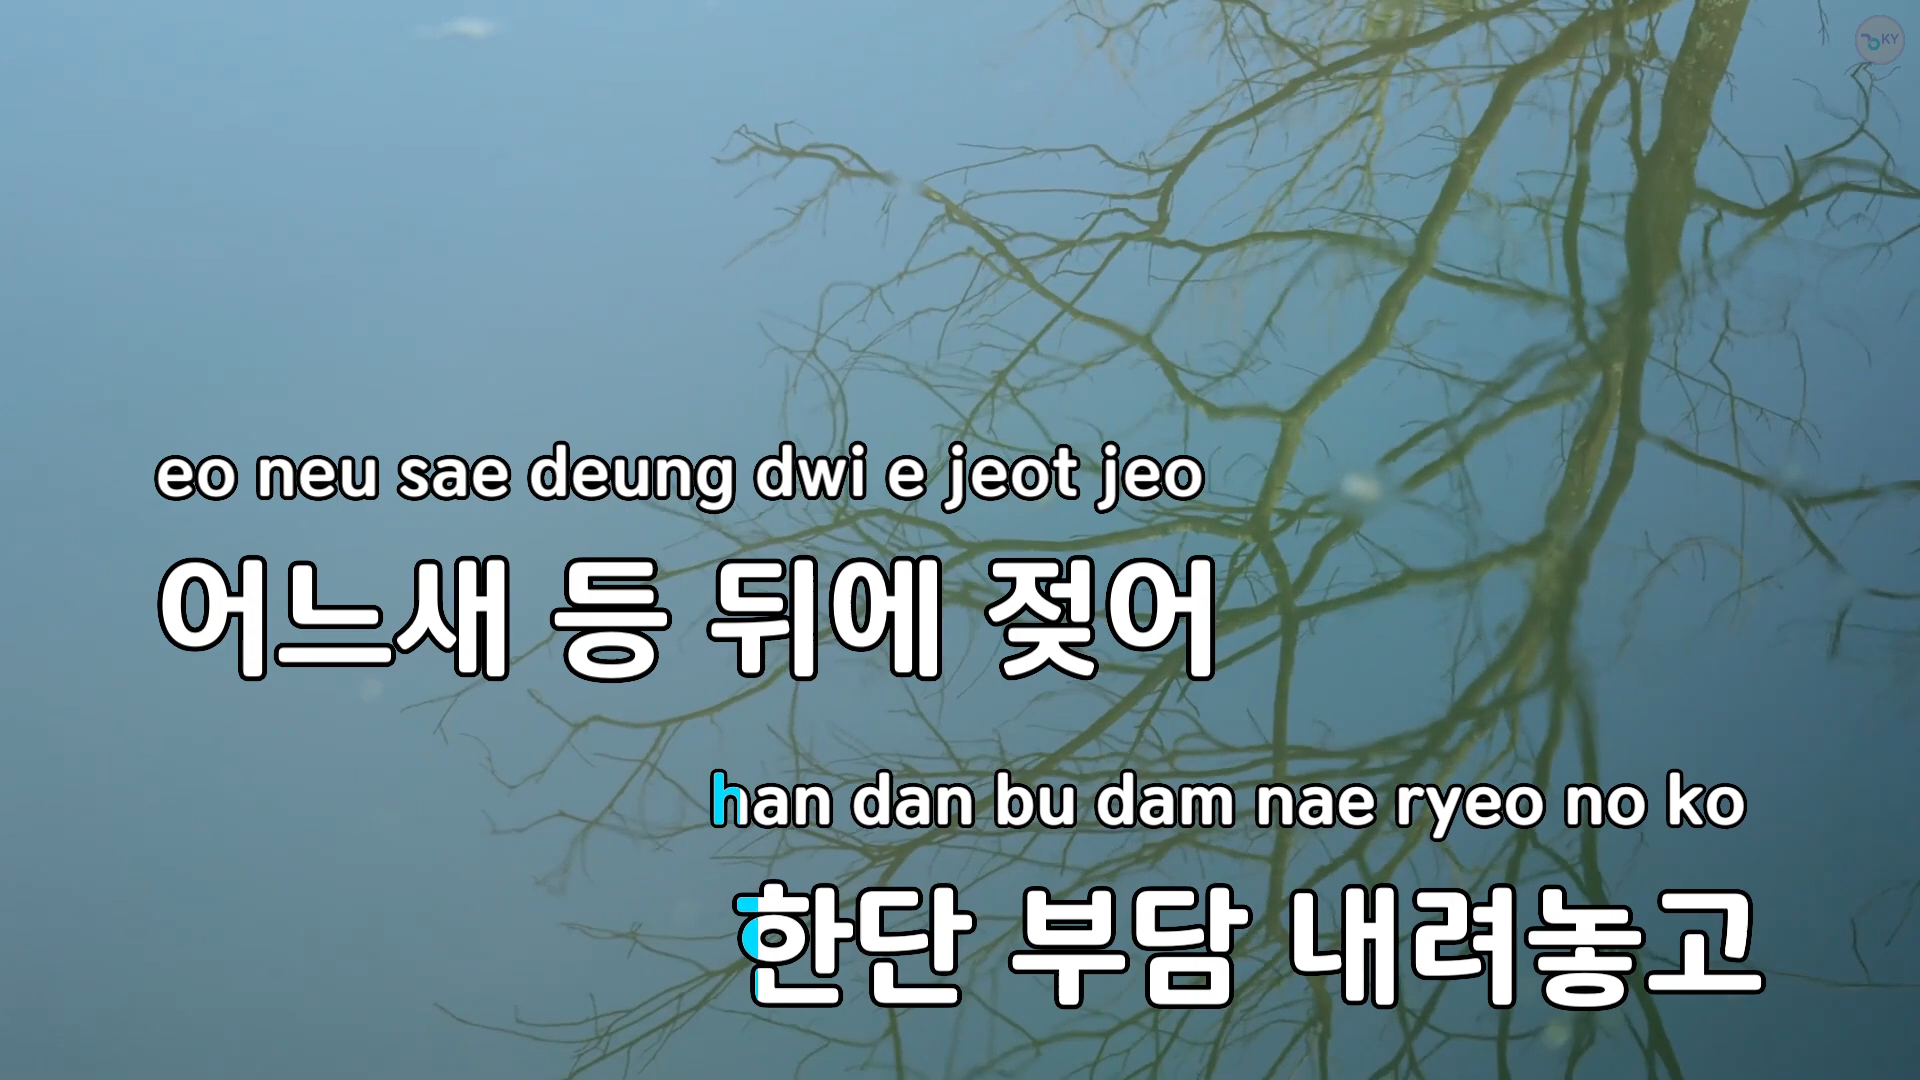 KY
eo neu sae deung dwi e jeot jeo
어느새 등 뒤에 젖어
han dan bu dam nae ryeo no ko
한단 부담 내려놓고